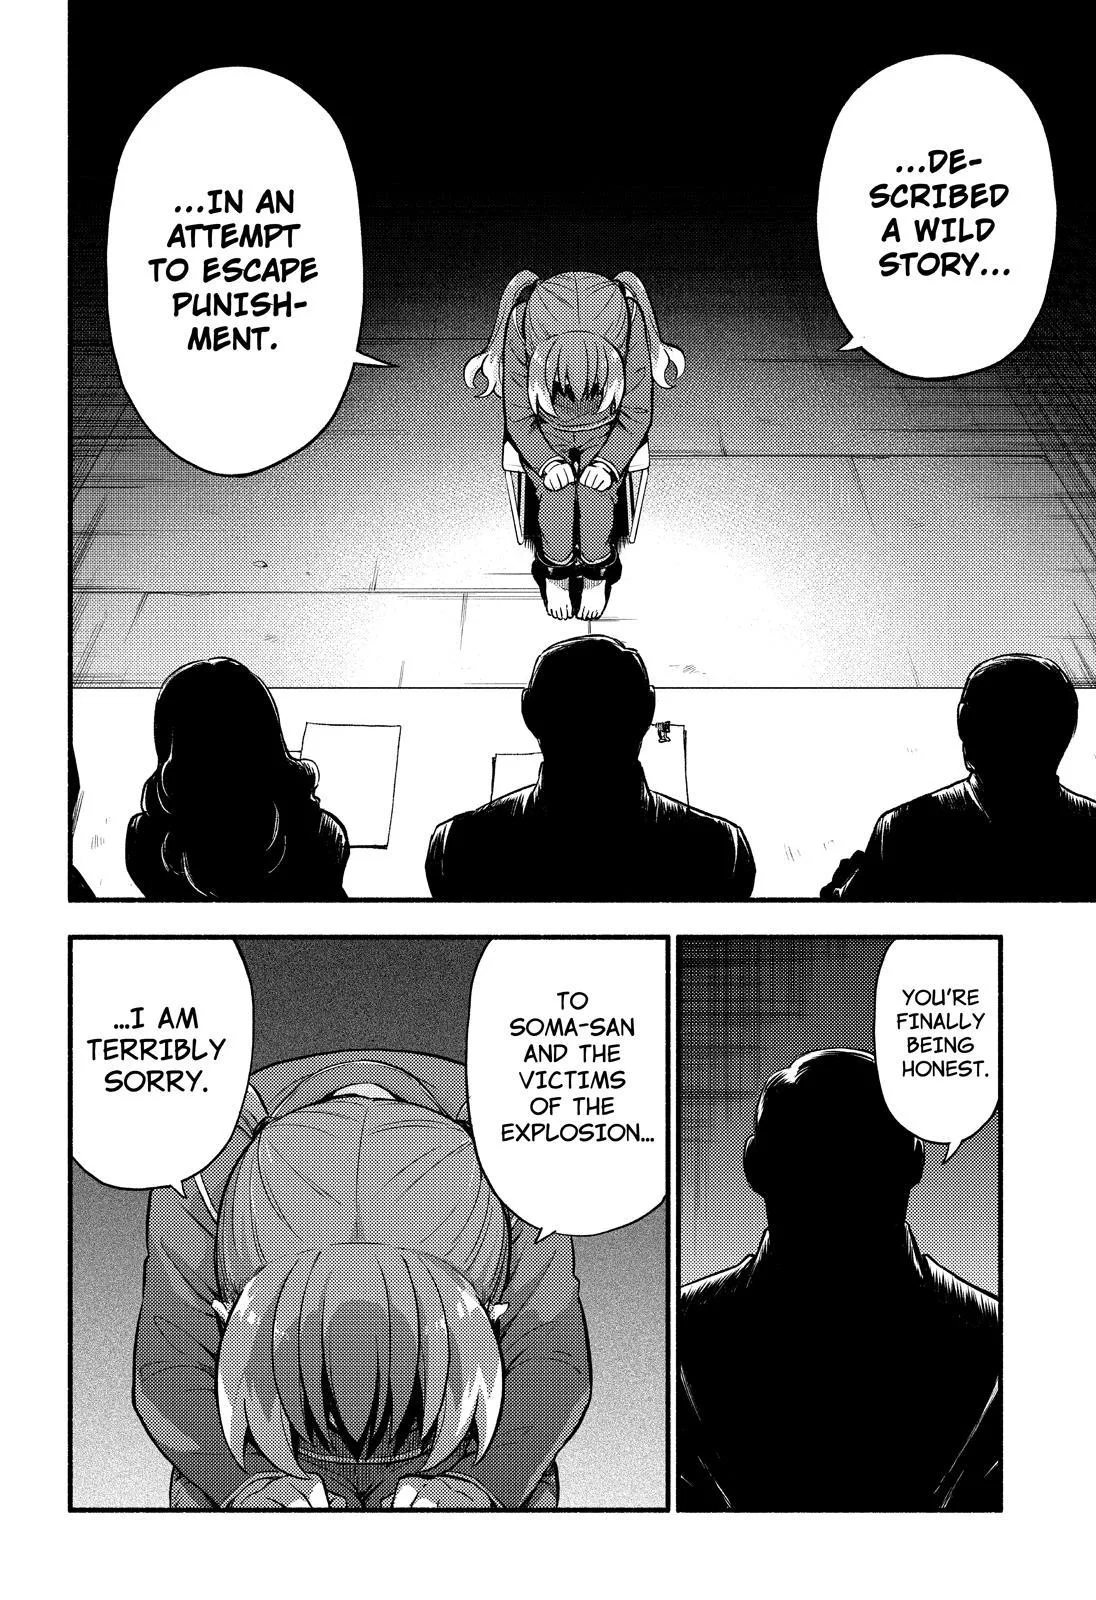 ...DE-
SCRIBED
A WILD
STORY...
...IN AN
ATTEMPT
TO ESCAPE
PUNISH-
MENT.
YOU'RE
FINALLY
BEING
HONEST.
TO
SOMA-SAN
AND THE
VICTIMS
OF THE
EXPLOSION...
...I AM
TERRIBLY
SORRY.